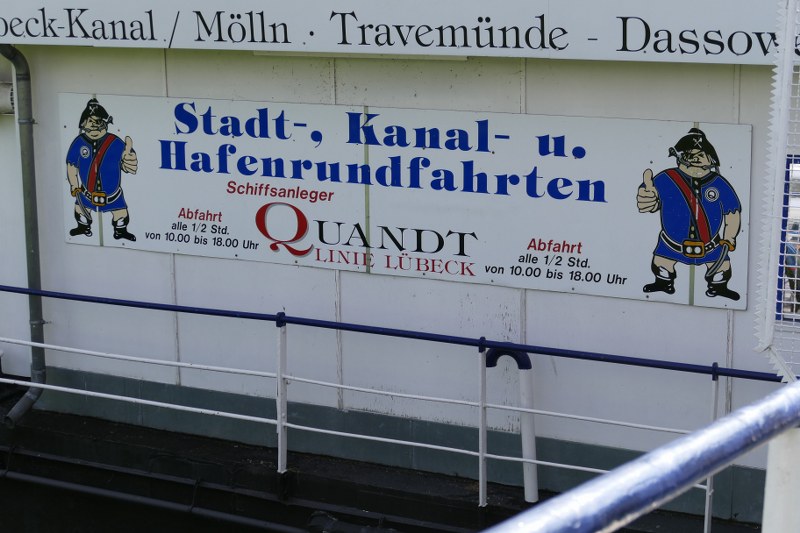 beck-Kanal / Mölln · Travemünde - Dassow
Stadt-, Kanal- u.
Hafenrundfahrten
Schiffsanleger
Abfahrt
alle 1/2 Std.
von 10.00 bis 18.00 Uhr
QUANDT
LINIE LÜBECK
Abfahrt
alle 1/2 Std.
von 10.00 bis 18.00 Uhr